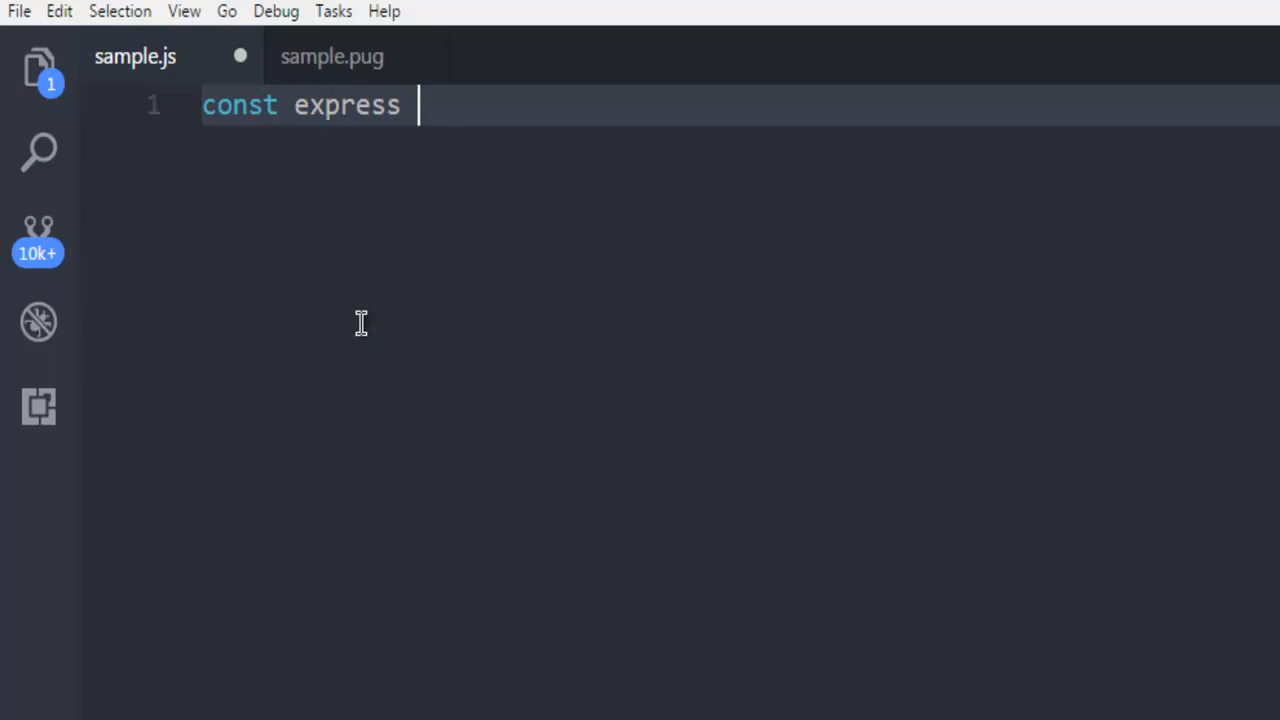 File Edit Selection View Go Debug Tasks Help
sample.js sample.pug
1
1 const express
10k+